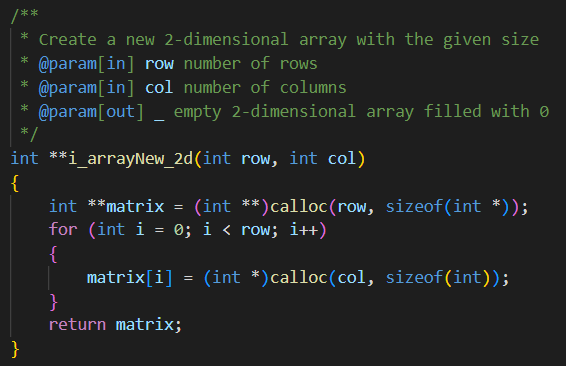 /**
 * Create a new 2-dimensional array with the given size
 * @param[in] row number of rows
 * @param[in] col number of columns
 * @param[out] _ empty 2-dimensional array filled with 0
 */
int **i_arrayNew_2d(int row, int col)
{
    int **matrix = (int **)calloc(row, sizeof(int *));
    for (int i = 0; i < row; i++)
    {
        matrix[i] = (int *)calloc(col, sizeof(int));
    }
    return matrix;
}